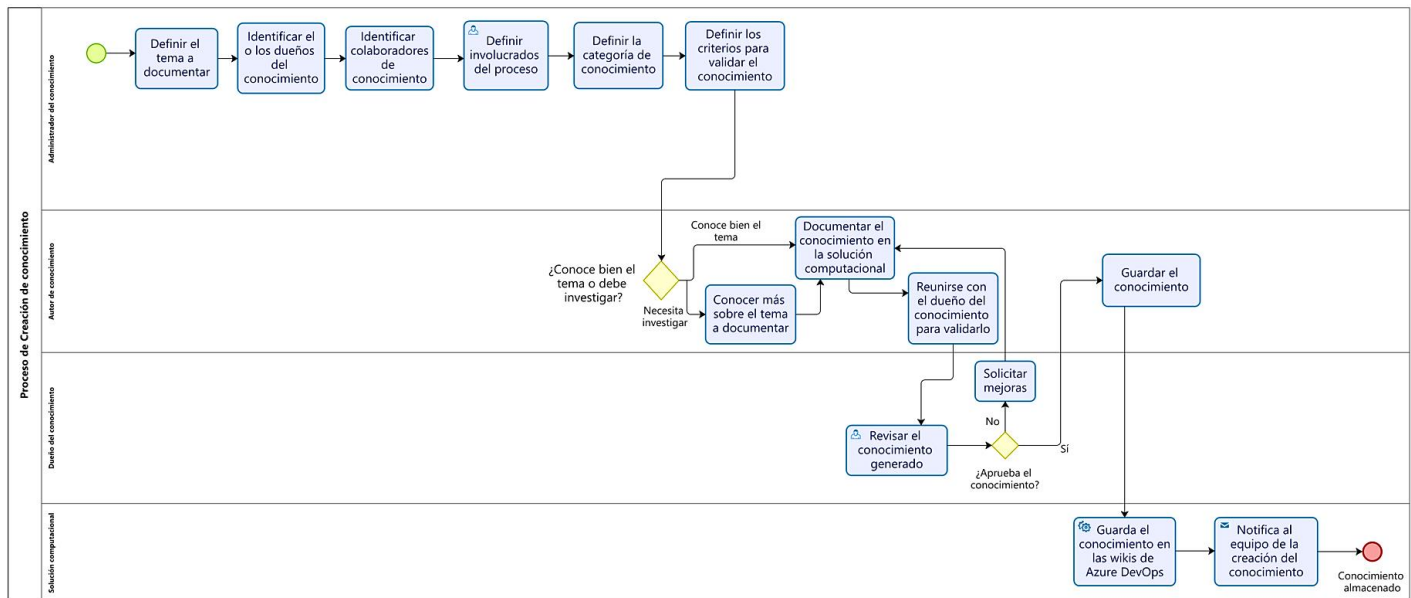 Proceso de Creación de conocimiento
Administrador del conocimiento
Definir el
tema a
documentar
Identificar el
o los dueños
del
conocimiento
Identificar
colaboradores
de
conocimiento
Definir
involucrados
del proceso
Definir la
categoría de
conocimiento
Definir los
criterios para
validar el
conocimiento
Autor de conocimiento
¿Conoce bien el
tema o debe
investigar?
Conoce bien el
tema
Necesita
investigar
Conocer más
sobre el tema
a documentar
Documentar el
conocimiento en
la solución
computacional
Reunirse con
el dueño del
conocimiento
para validarlo
Guardar el
conocimiento
Dueño del conocimiento
Revisar el
conocimiento
generado
¿Aprueba el
conocimiento?
No
Solicitar
mejoras
Sí
Solución computacional
Guarda el
conocimiento en
las wikis de
Azure DevOps
Notifica al
equipo de la
creación del
conocimiento
Conocimiento
almacenado